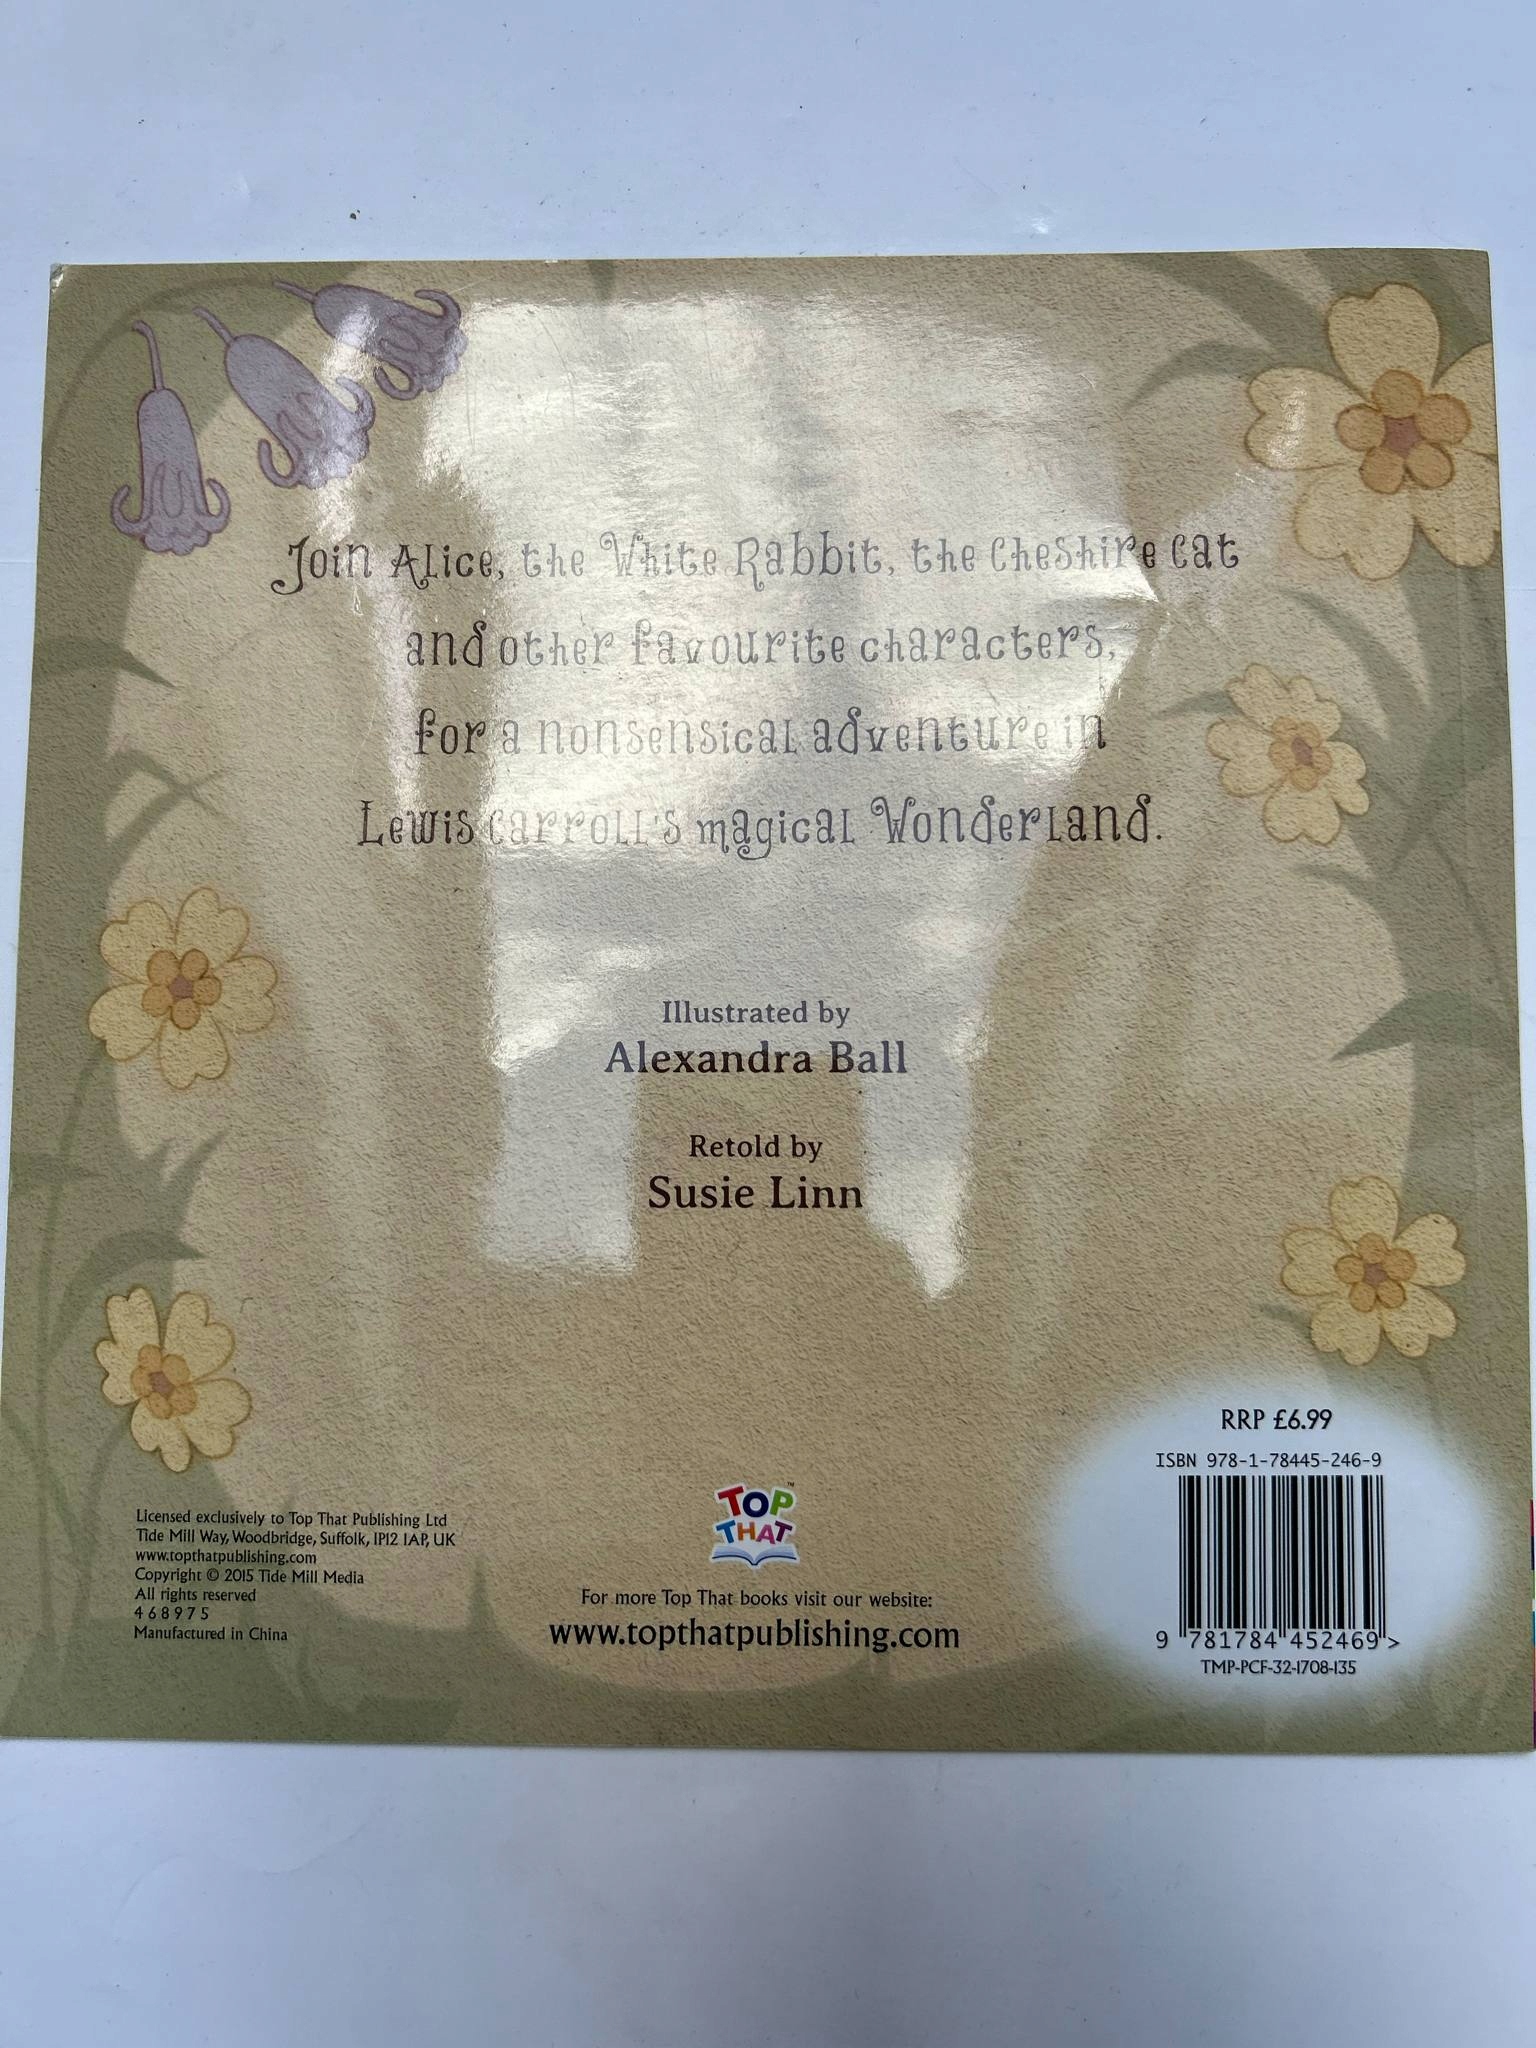 Join Alice, the White Rabbit, the Cheshire Cat
and other favourite characters,
for a nonsensical adventure in
Lewis Carroll's magical Wonderland.
Illustrated by
Alexandra Ball
Retold by
Susie Linn
Licensed exclusively to Top That Publishing Ltd
Tide Mill Way, Woodbridge, Suffolk, IP12 1AP, UK
www.topthatpublishing.com
Copyright © 2015 Tide Mill Media
All rights reserved
4 6 8 9 7 5
Manufactured in China
TOP™
THAT
For more Top That books visit our website:
www.topthatpublishing.com
RRP £6.99
ISBN 978-1-78445-246-9
9 781784 452469 >
TMP-PCF-32-1708-135